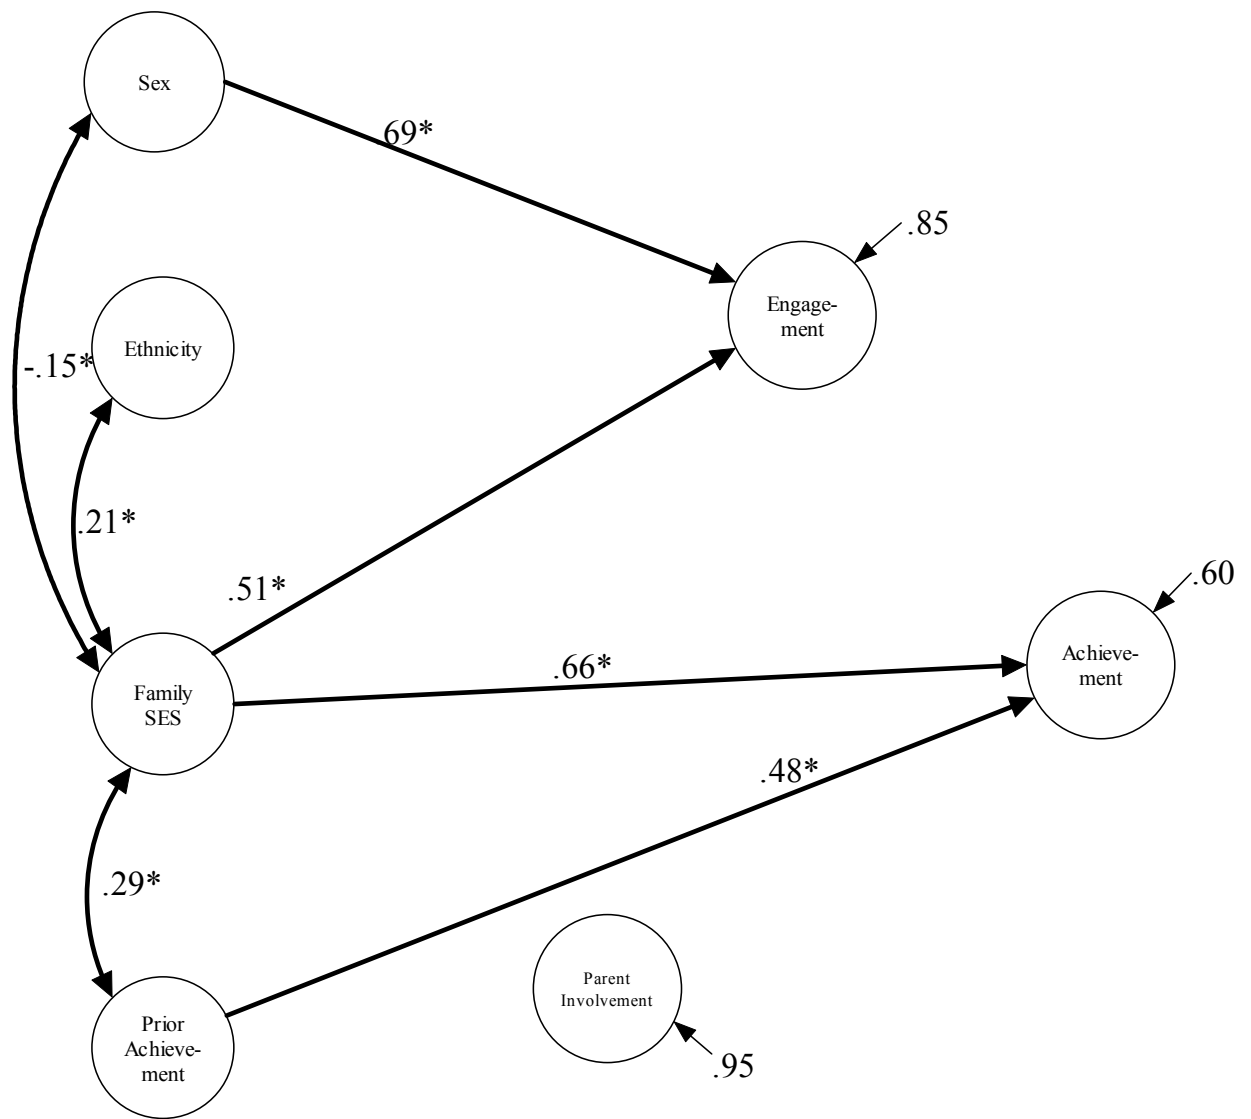 Sex
69*
.85
Engage-
ment
Ethnicity
-.15*
.21*
.51*
.60
Achieve-
ment
.66*
Family
SES
.48*
.29*
Parent
Involvement
Prior
Achieve-
ment
.95